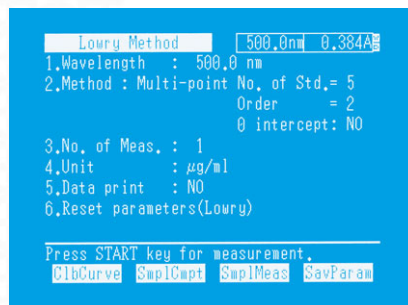 Lowry Method 500.0nm 0.384A
1.Wavelength : 500.0 nm
2.Method : Multi-point No. of Std.= 5
Order = 2
0 intercept: NO
3.No. of Meas. : 1
4.Unit : μg/ml
5.Data print : NO
6.Reset parameters(Lowry)
Press START key for measurement.
ClbCurve SmplCmpt SmplMeas SavParam